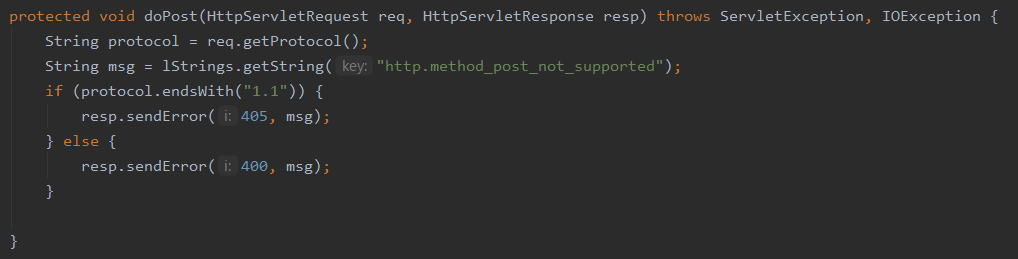 protected void doPost(HttpServletRequest req, HttpServletResponse resp) throws ServletException, IOException {
    String protocol = req.getProtocol();
    String msg = lStrings.getString( key: "http.method_post_not_supported");
    if (protocol.endsWith("1.1")) {
        resp.sendError( i: 405, msg);
    } else {
        resp.sendError( i: 400, msg);
    }
}